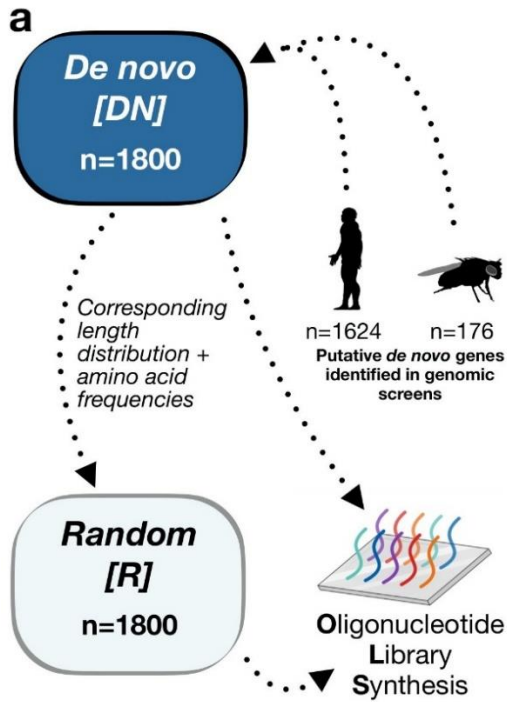 a
De novo
[DN]
n=1800
n=1624
n=176
Putative de novo genes
identified in genomic
screens
Corresponding
length
distribution +
amino acid
frequencies
Random
[R]
n=1800
Oligonucleotide
Library
Synthesis